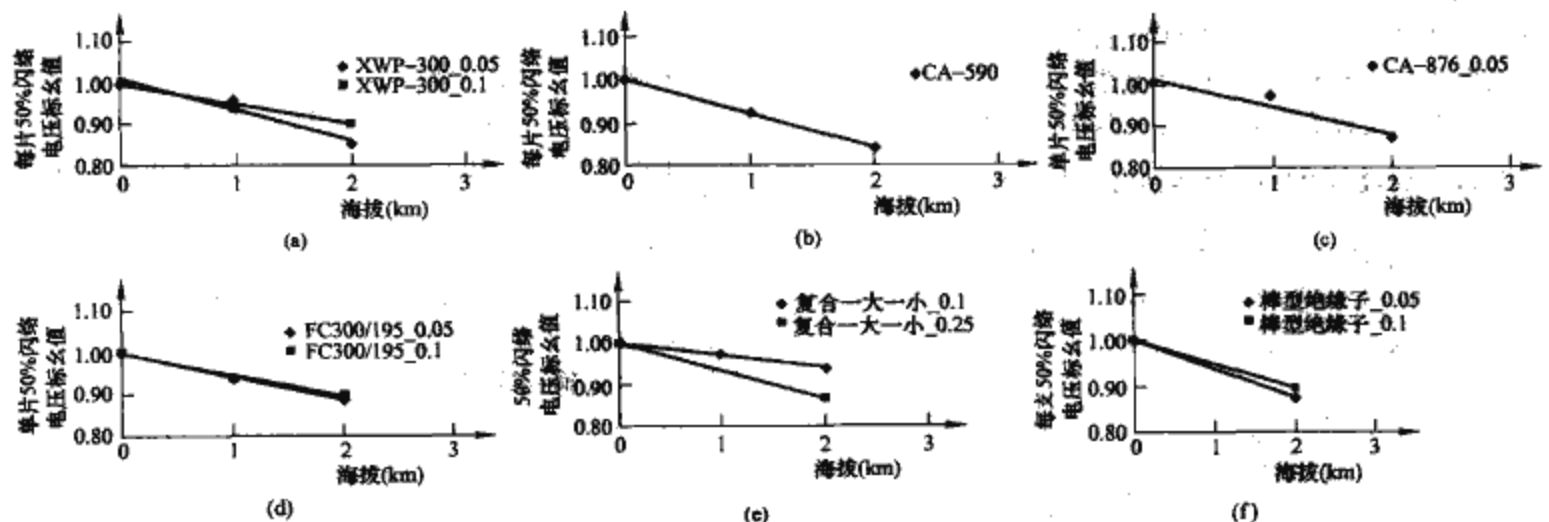 每片50%闪络
电压标幺值
1.10
1.00
0.90
0.80
0
1
2
3
海拔(km)
XWP-300_0.05
XWP-300_0.1
(a)
每片50%闪络
电压标幺值
1.10
1.00
0.90
0.80
0
1
2
3
海拔(km)
CA-590
(b)
单片50%闪络
电压标幺值
1.10
1.00
0.90
0.80
0
1
2
3
海拔(km)
CA-876_0.05
(c)
单片50%闪络
电压标幺值
1.10
1.00
0.90
0.80
0
1
2
3
海拔(km)
FC300/195_0.05
FC300/195_0.1
(d)
50%闪络
电压标幺值
1.10
1.00
0.90
0.80
0
1
2
3
海拔(km)
复合一大一小_0.1
复合一大一小_0.25
(e)
每支50%闪络
电压标幺值
1.10
1.00
0.90
0.80
0
1
2
3
海拔(km)
棒型绝缘子_0.05
棒型绝缘子_0.1
(f)